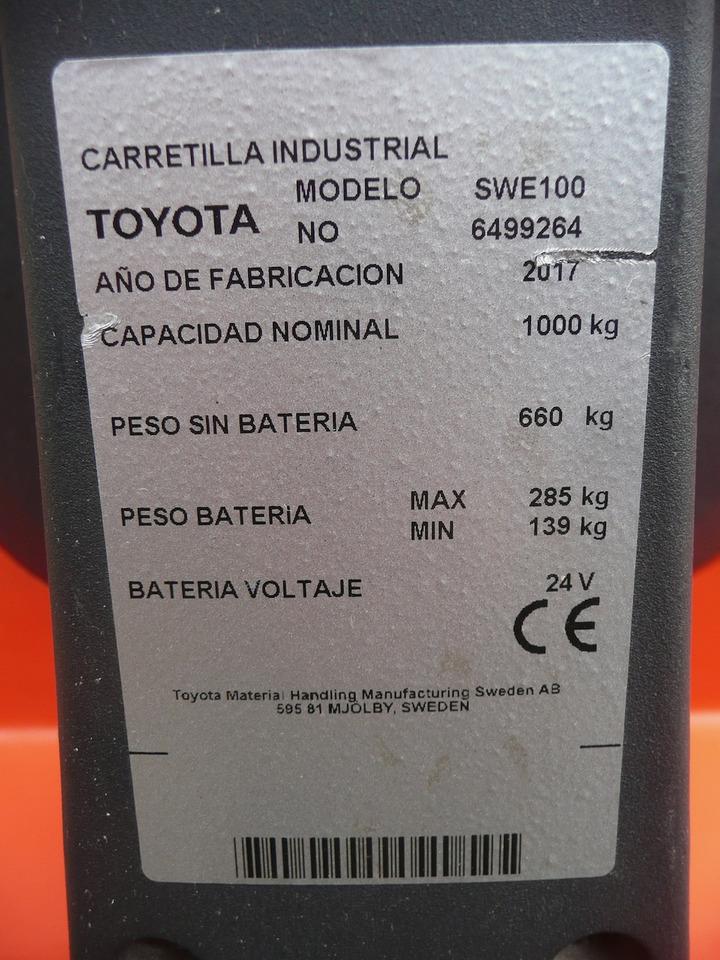 CARRETILLA INDUSTRIAL
MODELO SWE100
TOYOTA
NO 6499264
AÑO DE FABRICACION 2017
CAPACIDAD NOMINAL 1000 kg
PESO SIN BATERIA 660 kg
PESO BATERiA MAX 285 kg
MIN 139 kg
BATERIA VOLTAJE 24 V
CE
Toyota Material Handling Manufacturing Sweden AB
595 81 MJÖLBY, SWEDEN